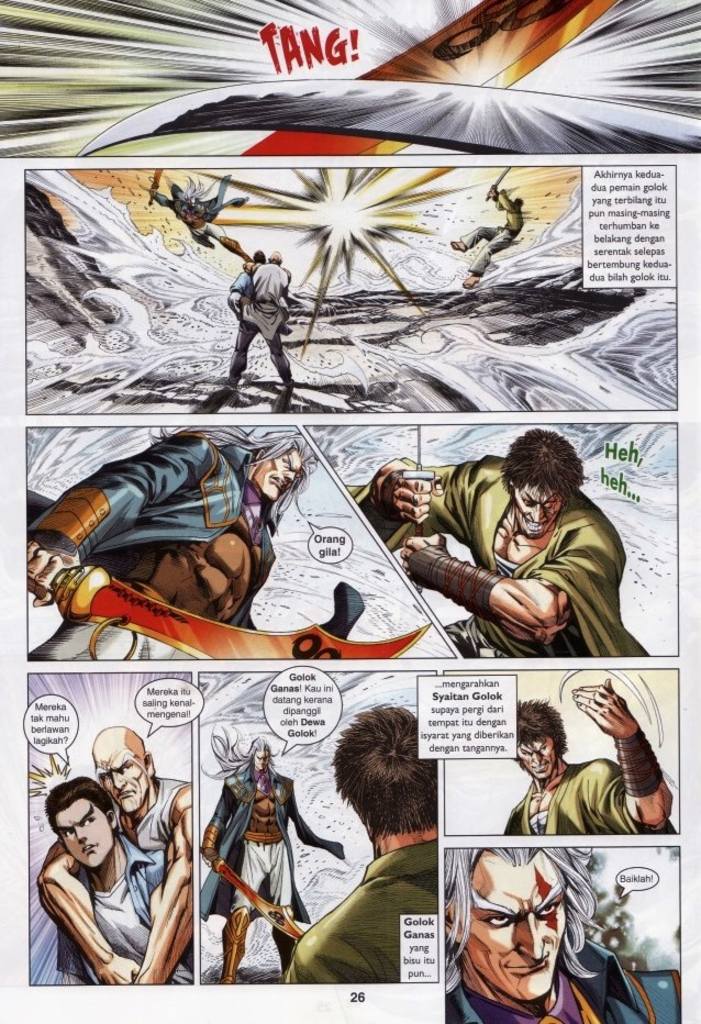 TANG!
Akhirnya kedua-
dua pemain golok
yang terbilang itu
pun masing-masing
terhumban ke
belakang dengan
serentak selepas
bertembung kedua-
dua bilah golok itu.
Orang
gila!
Heh,
heh...
Mereka
tak mahu
berlawan
lagikah?
Mereka itu
saling kenal-
mengenal!
Golok
Ganas! Kau ini
datang kerana
dipanggil
oleh Dewa
Golok!
Golok
Ganas
yang
bisu itu
pun...
...mengarahkan
Syaitan Golok
supaya pergi dari
tempat itu dengan
isyarat yang diberikan
dengan tangannya.
Baiklah!
26